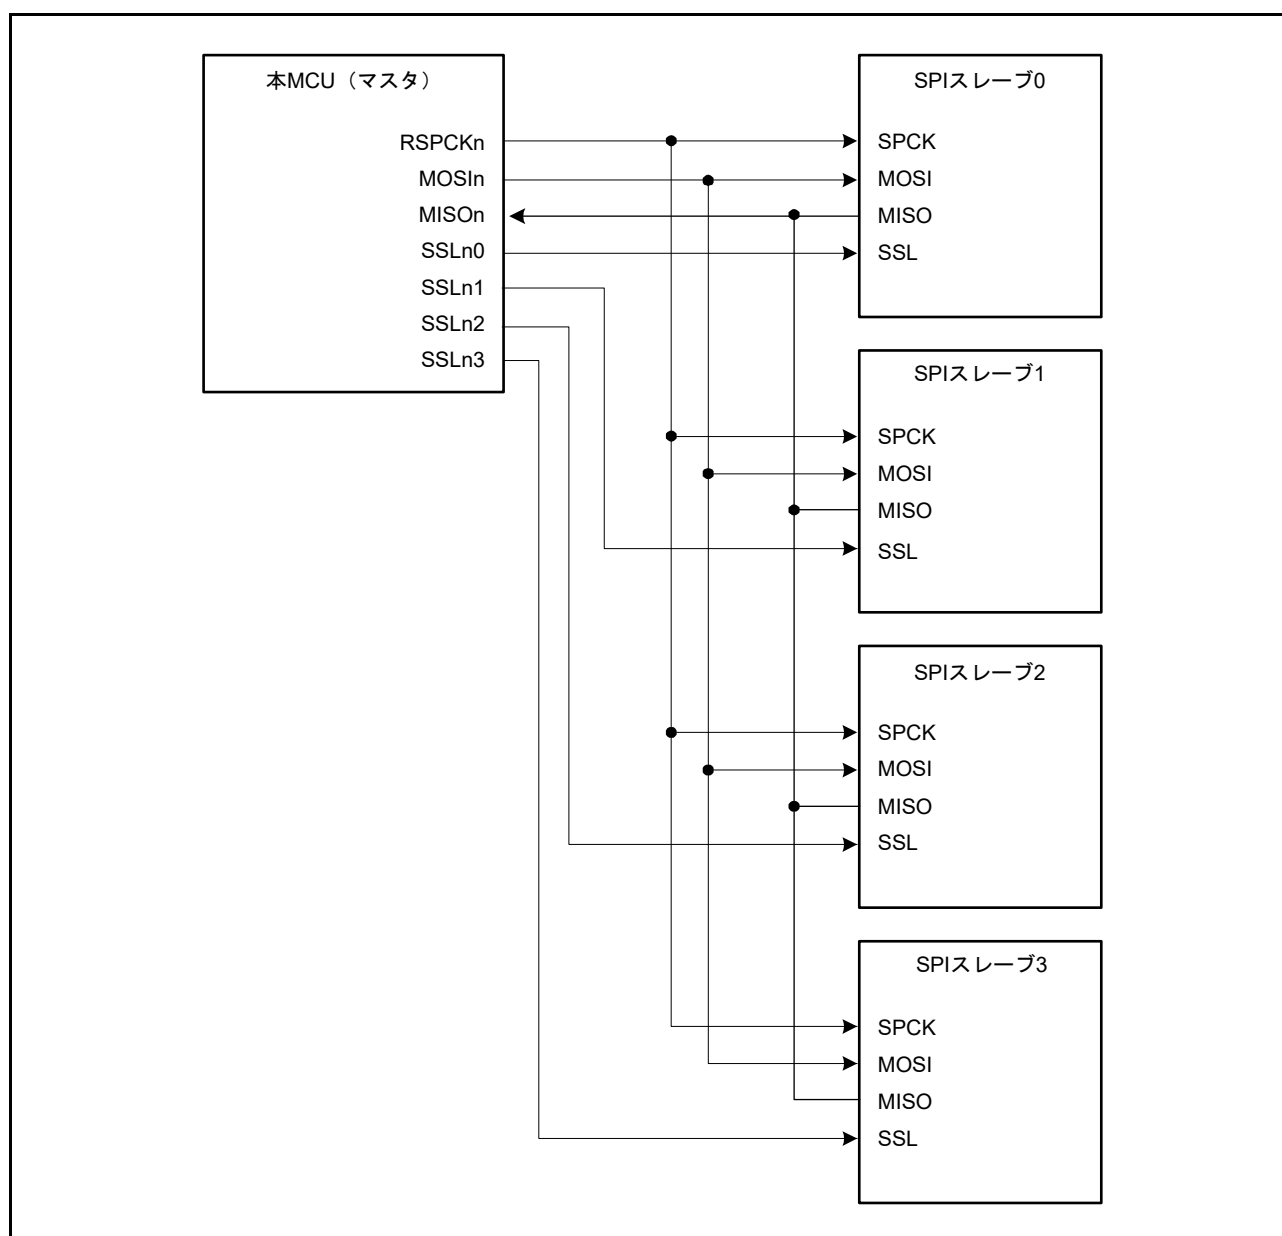 本MCU（マスタ）
RSPCKn
MOSIn
MISOn
SSLn0
SSLn1
SSLn2
SSLn3
SPIスレーブ0
SPCK
MOSI
MISO
SSL
SPIスレーブ1
SPCK
MOSI
MISO
SSL
SPIスレーブ2
SPCK
MOSI
MISO
SSL
SPIスレーブ3
SPCK
MOSI
MISO
SSL